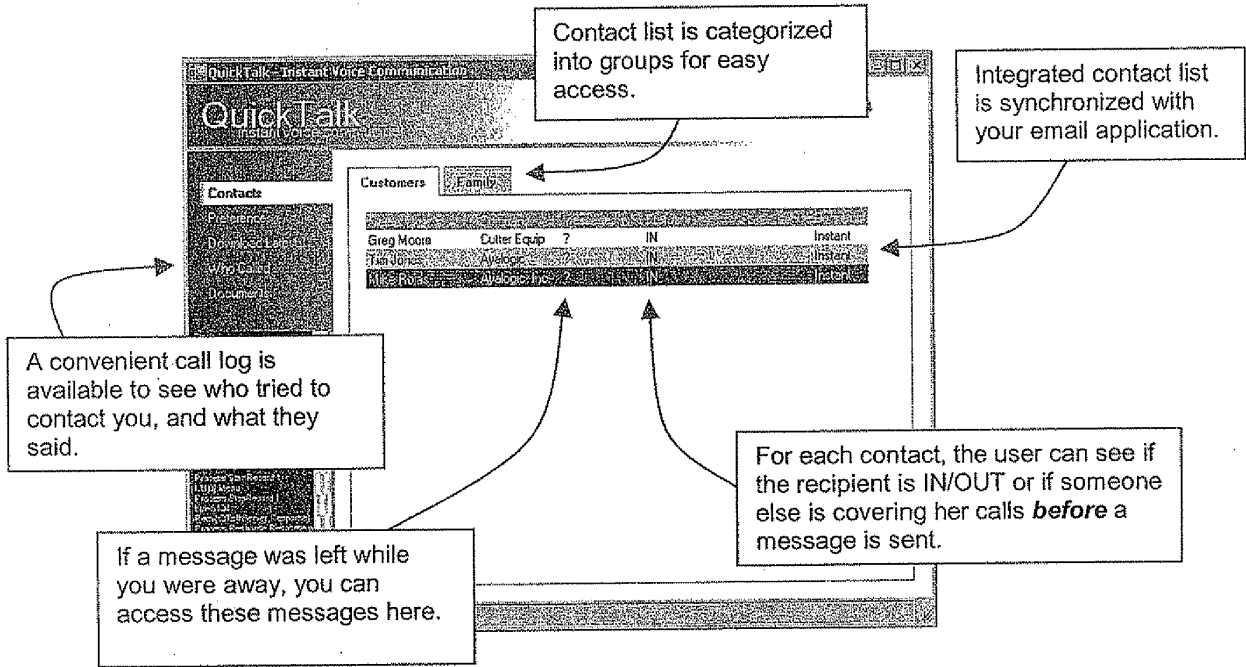 Contact list is categorized
into groups for easy
access.
Integrated contact list
is synchronized with
your email application.
QuickTalk - Instant Voice Communication
QuickTalk
Contacts
Customers
Family
Greg Moore Cutter Equip ? IN Instant
Tim Jones Ayalogic ? IN Instant
Ayalogic Inc ? IN Instant
Who Called
Documents
A convenient call log is
available to see who tried to
contact you, and what they
said.
For each contact, the user can see if
the recipient is IN/OUT or if someone
else is covering her calls before a
message is sent.
If a message was left while
you were away, you can
access these messages here.